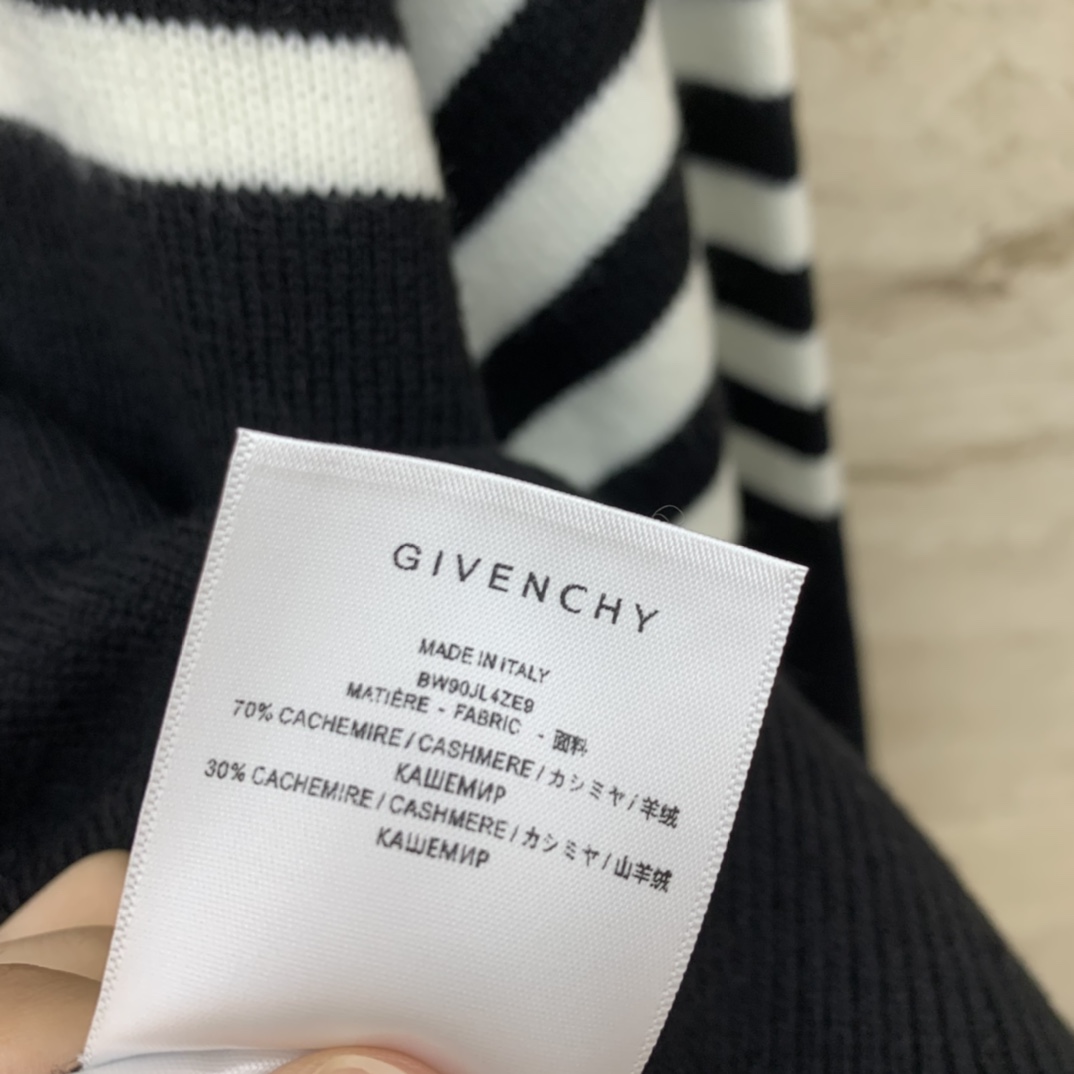 GIVENCHY
MADE IN ITALY
BW90JL4ZE9
MATIÈRE - FABRIC - 面料
70% CACHEMIRE / CASHMERE / カシミヤ / 羊绒
КАШЕМИР
30% CACHEMIRE / CASHMERE / カシミヤ / 山羊绒
КАШЕМИР